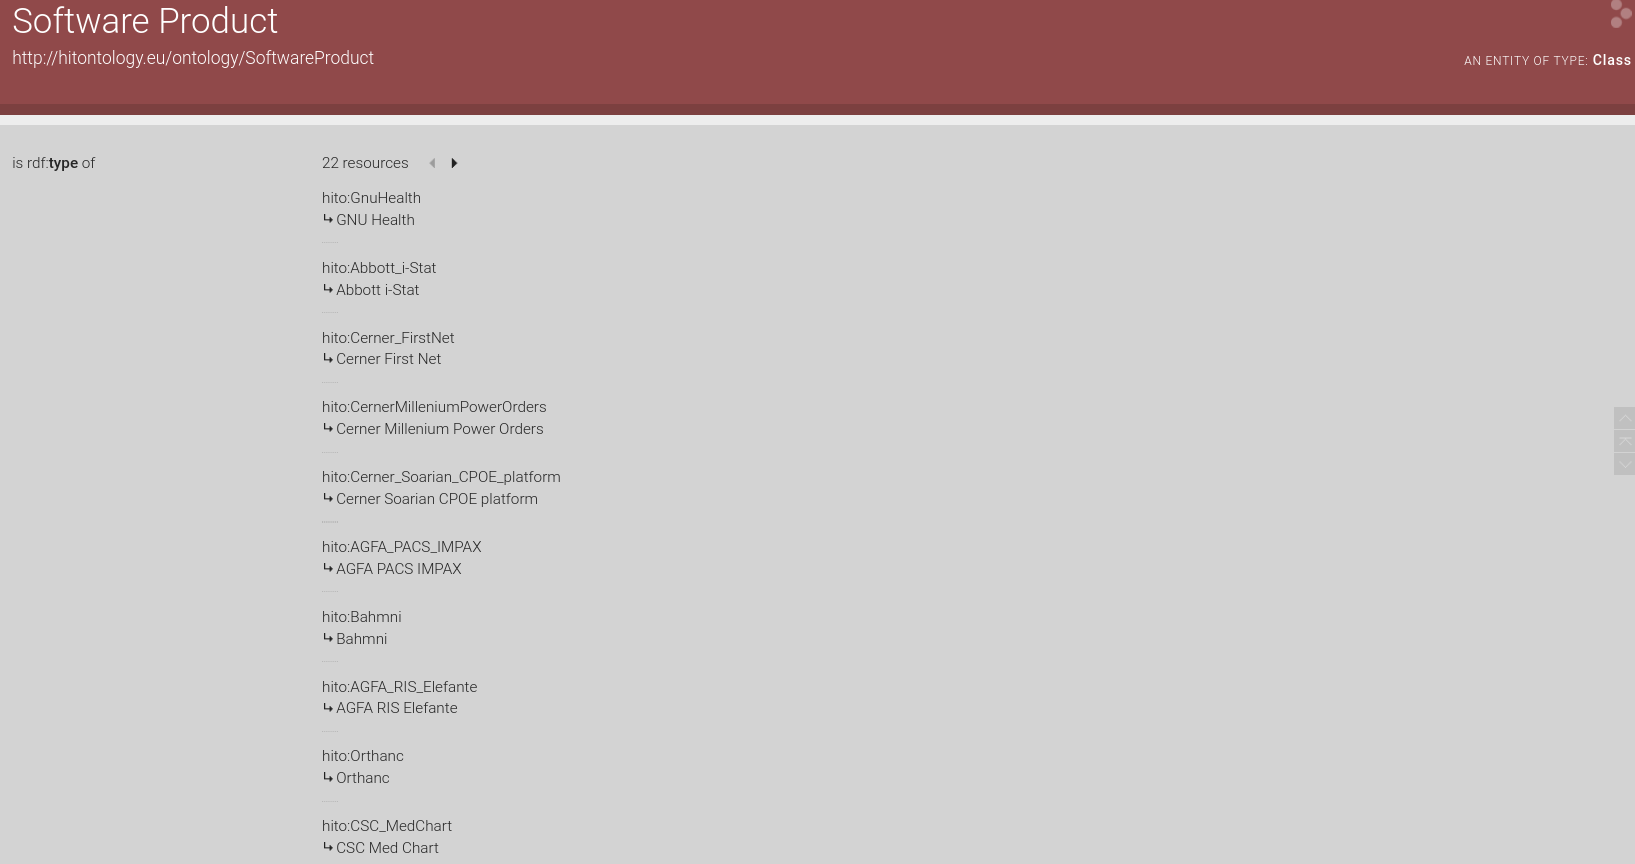 Software Product
http://hitontology.eu/ontology/SoftwareProduct
AN ENTITY OF TYPE: Class
is rdf:type of
22 resources
hito:GnuHealth
↳ GNU Health
hito:Abbott_i-Stat
↳ Abbott i-Stat
hito:Cerner_FirstNet
↳ Cerner First Net
hito:CernerMilleniumPowerOrders
↳ Cerner Millenium Power Orders
hito:Cerner_Soarian_CPOE_platform
↳ Cerner Soarian CPOE platform
hito:AGFA_PACS_IMPAX
↳ AGFA PACS IMPAX
hito:Bahmni
↳ Bahmni
hito:AGFA_RIS_Elefante
↳ AGFA RIS Elefante
hito:Orthanc
↳ Orthanc
hito:CSC_MedChart
↳ CSC Med Chart